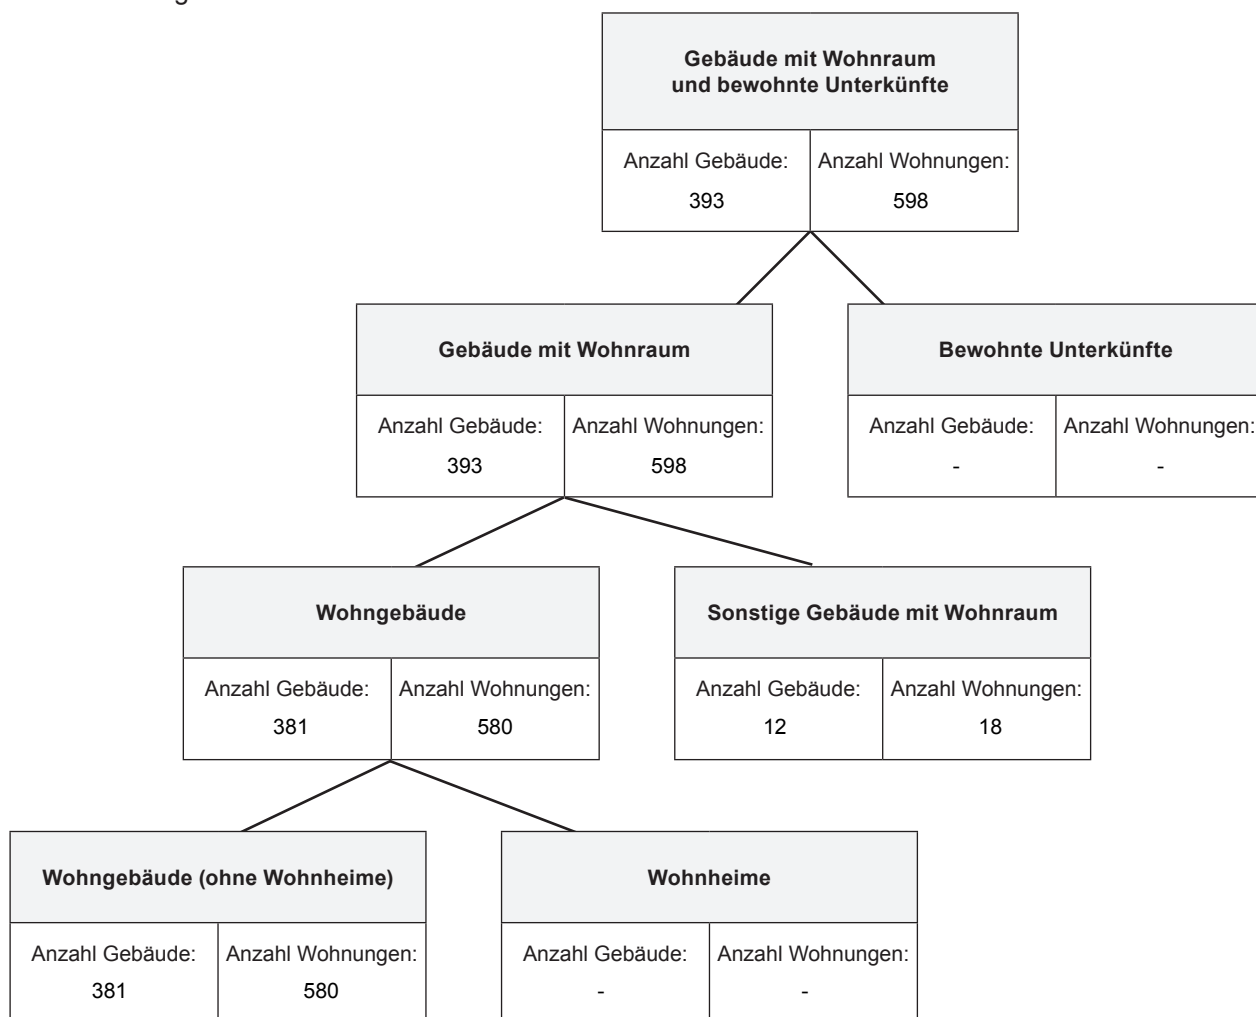 Gebäude mit Wohnraum
und bewohnte Unterkünfte
Anzahl Gebäude: Anzahl Wohnungen:
393 598
Gebäude mit Wohnraum Bewohnte Unterkünfte
Anzahl Gebäude: Anzahl Wohnungen: Anzahl Gebäude: Anzahl Wohnungen:
393 598 - -
Wohngebäude Sonstige Gebäude mit Wohnraum
Anzahl Gebäude: Anzahl Wohnungen: Anzahl Gebäude: Anzahl Wohnungen:
381 580 12 18
Wohngebäude (ohne Wohnheime) Wohnheime
Anzahl Gebäude: Anzahl Wohnungen: Anzahl Gebäude: Anzahl Wohnungen:
381 580 - -